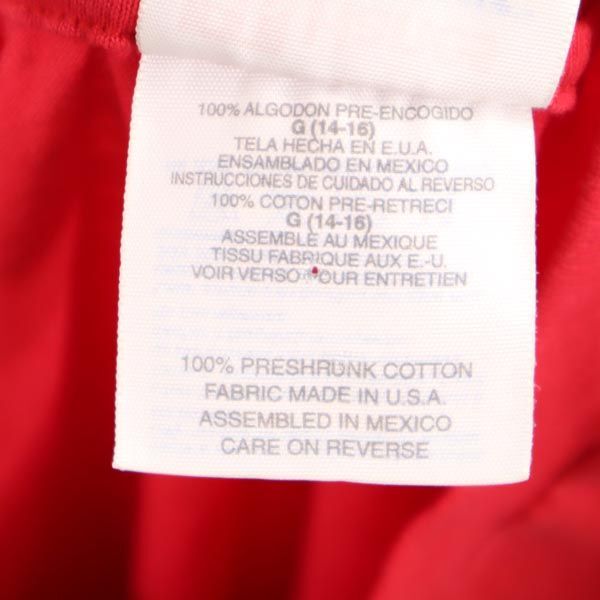 100% ALGODON PRE-ENCOGIDO
G (14-16)
TELA HECHA EN E.U.A.
ENSAMBLADO EN MEXICO
INSTRUCCIONES DE CUIDADO AL REVERSO
100% COTON PRE-RETRECI
G (14-16)
ASSEMBLE AU MEXIQUE
TISSU FABRIQUE AUX E.-U.
VOIR VERSO POUR ENTRETIEN
100% PRESHRUNK COTTON
FABRIC MADE IN U.S.A.
ASSEMBLED IN MEXICO
CARE ON REVERSE